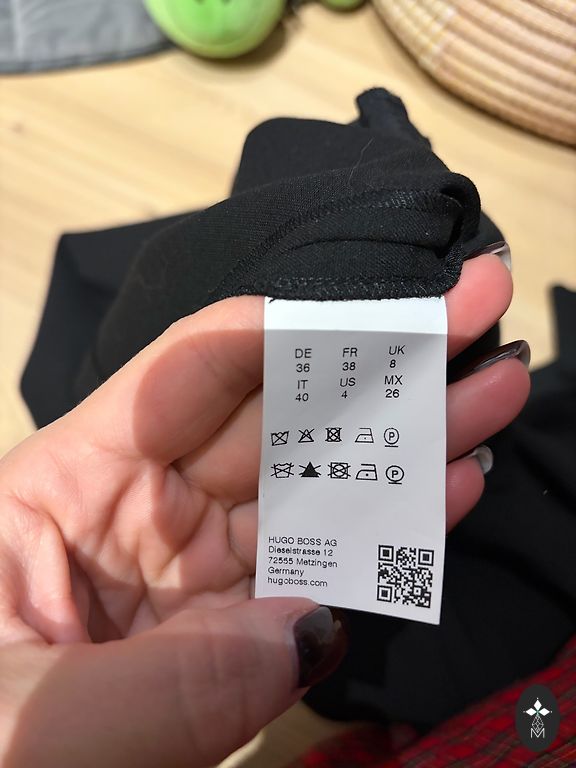 DE FR UK
36 38 8
IT US MX
40 4 26
P
P
HUGO BOSS AG
Dieselstrasse 12
72555 Metzingen
Germany
hugoboss.com
M